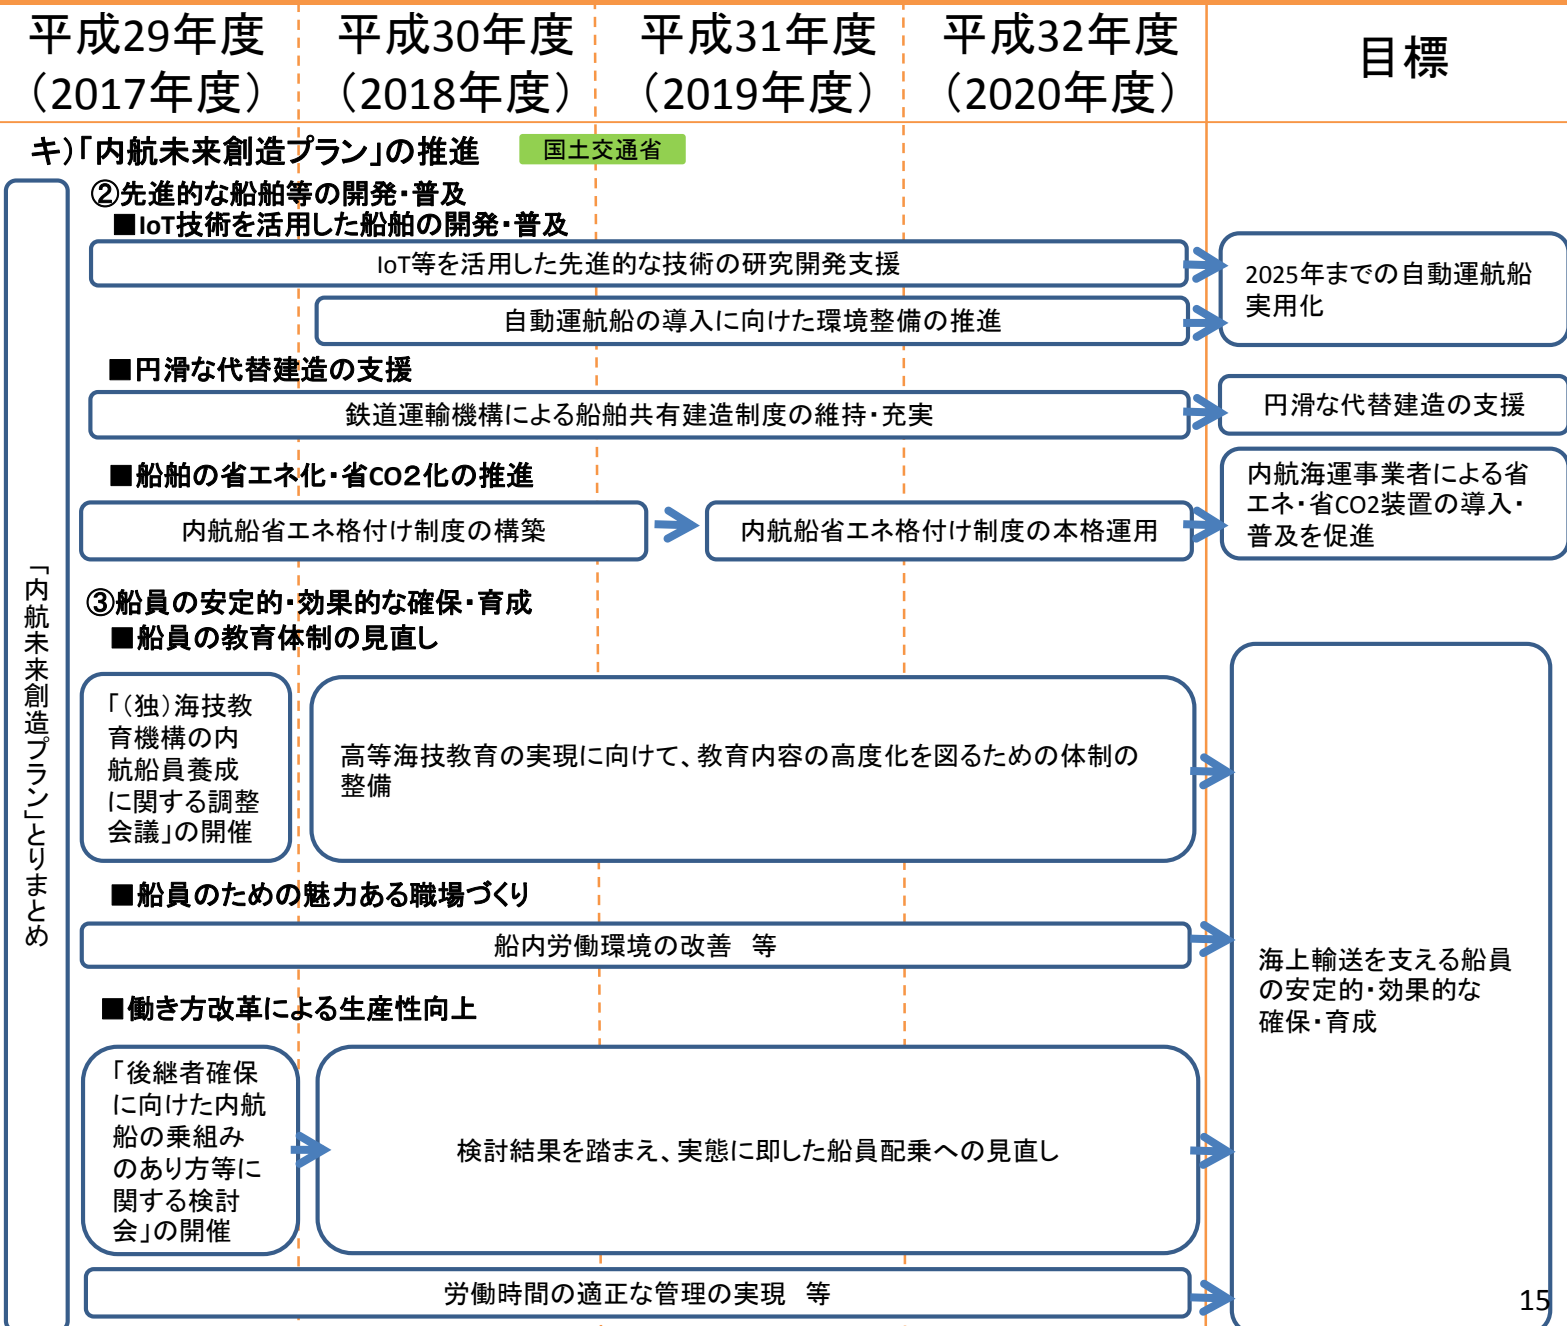 平成29年度
（2017年度）
平成30年度
（2018年度）
平成31年度
（2019年度）
平成32年度
（2020年度）
目標
キ）「内航未来創造プラン」の推進
国土交通省
「内航未来創造プラン」とりまとめ
②先進的な船舶等の開発・普及
■IoT技術を活用した船舶の開発・普及
IoT等を活用した先進的な技術の研究開発支援
自動運航船の導入に向けた環境整備の推進
2025年までの自動運航船
実用化
■円滑な代替建造の支援
鉄道運輸機構による船舶共有建造制度の維持・充実
円滑な代替建造の支援
■船舶の省エネ化・省CO２化の推進
内航船省エネ格付け制度の構築
内航船省エネ格付け制度の本格運用
内航海運事業者による省
エネ・省CO2装置の導入・
普及を促進
③船員の安定的・効果的な確保・育成
■船員の教育体制の見直し
「（独）海技教
育機構の内
航船員養成
に関する調整
会議」の開催
高等海技教育の実現に向けて、教育内容の高度化を図るための体制の
整備
■船員のための魅力ある職場づくり
船内労働環境の改善　等
■働き方改革による生産性向上
「後継者確保
に向けた内航
船の乗組み
のあり方等に
関する検討
会」の開催
検討結果を踏まえ、実態に即した船員配乗への見直し
労働時間の適正な管理の実現　等
海上輸送を支える船員
の安定的・効果的な
確保・育成
15